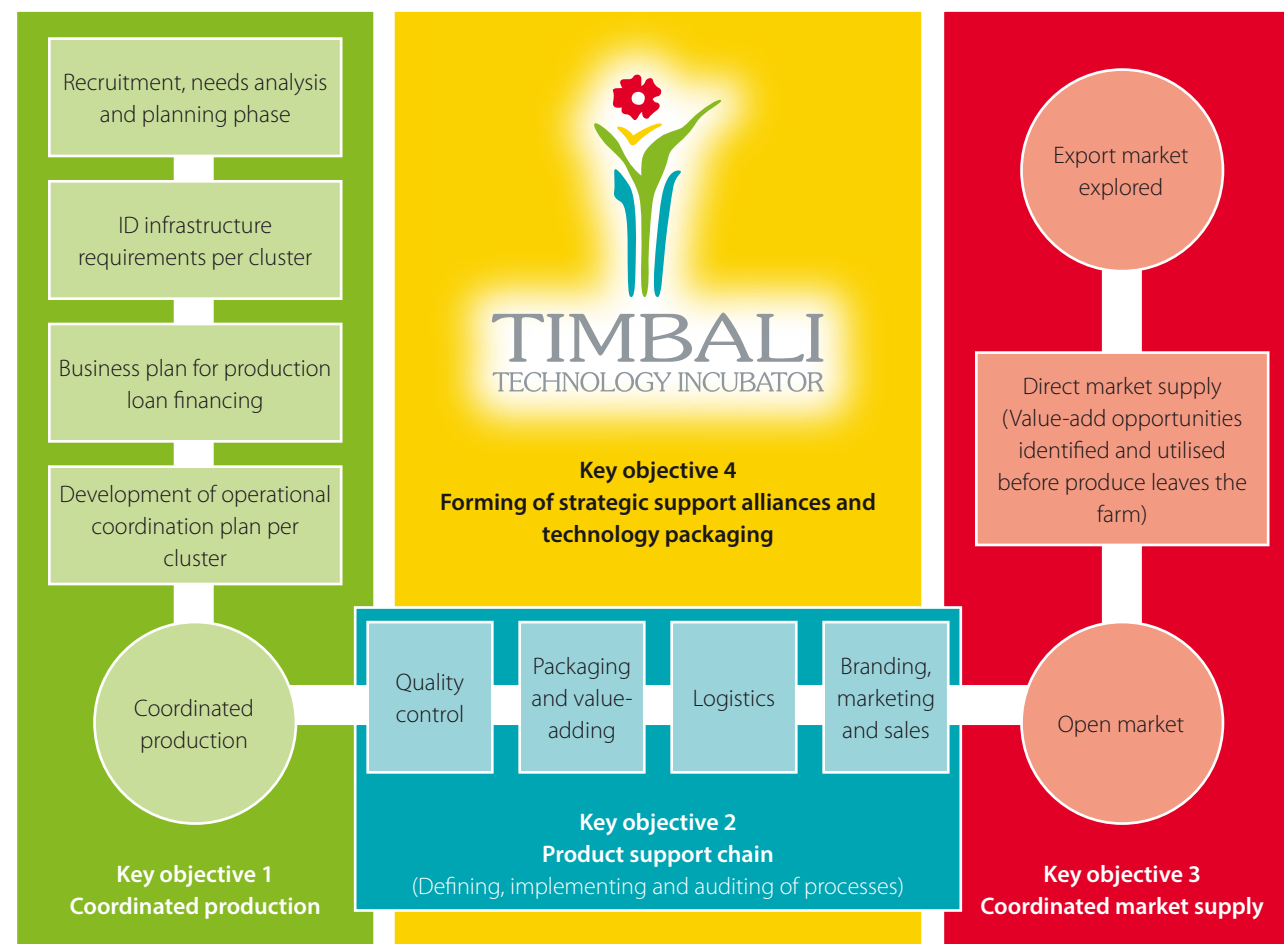 Recruitment, needs analysis
and planning phase
ID infrastructure
requirements per cluster
Business plan for production
loan financing
Development of operational
coordination plan per
cluster
Coordinated
production
Key objective 1
Coordinated production
TIMBALI
TECHNOLOGY INCUBATOR
Key objective 4
Forming of strategic support alliances and
technology packaging
Quality
control
Packaging
and value-
adding
Logistics
Branding,
marketing
and sales
Key objective 2
Product support chain
(Defining, implementing and auditing of processes)
Export market
explored
Direct market supply
(Value-add opportunities
identified and utilised
before produce leaves the
farm)
Open market
Key objective 3
Coordinated market supply